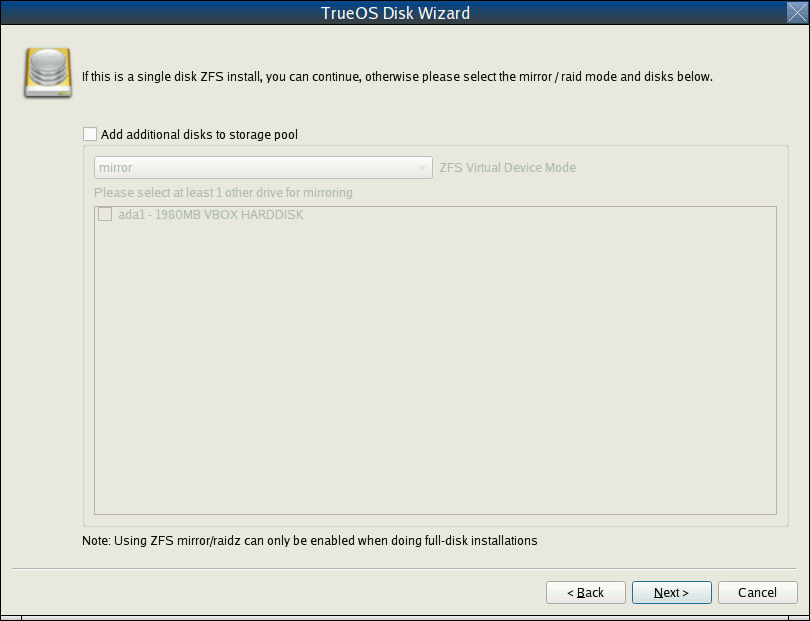 TrueOS Disk Wizard
If this is a single disk ZFS install, you can continue, otherwise please select the mirror / raid mode and disks below.
Add additional disks to storage pool
mirror ZFS Virtual Device Mode
Please select at least 1 other drive for mirroring
ada1 - 1980MB VBOX HARDDISK
Note: Using ZFS mirror/raidz can only be enabled when doing full-disk installations
< Back Next > Cancel